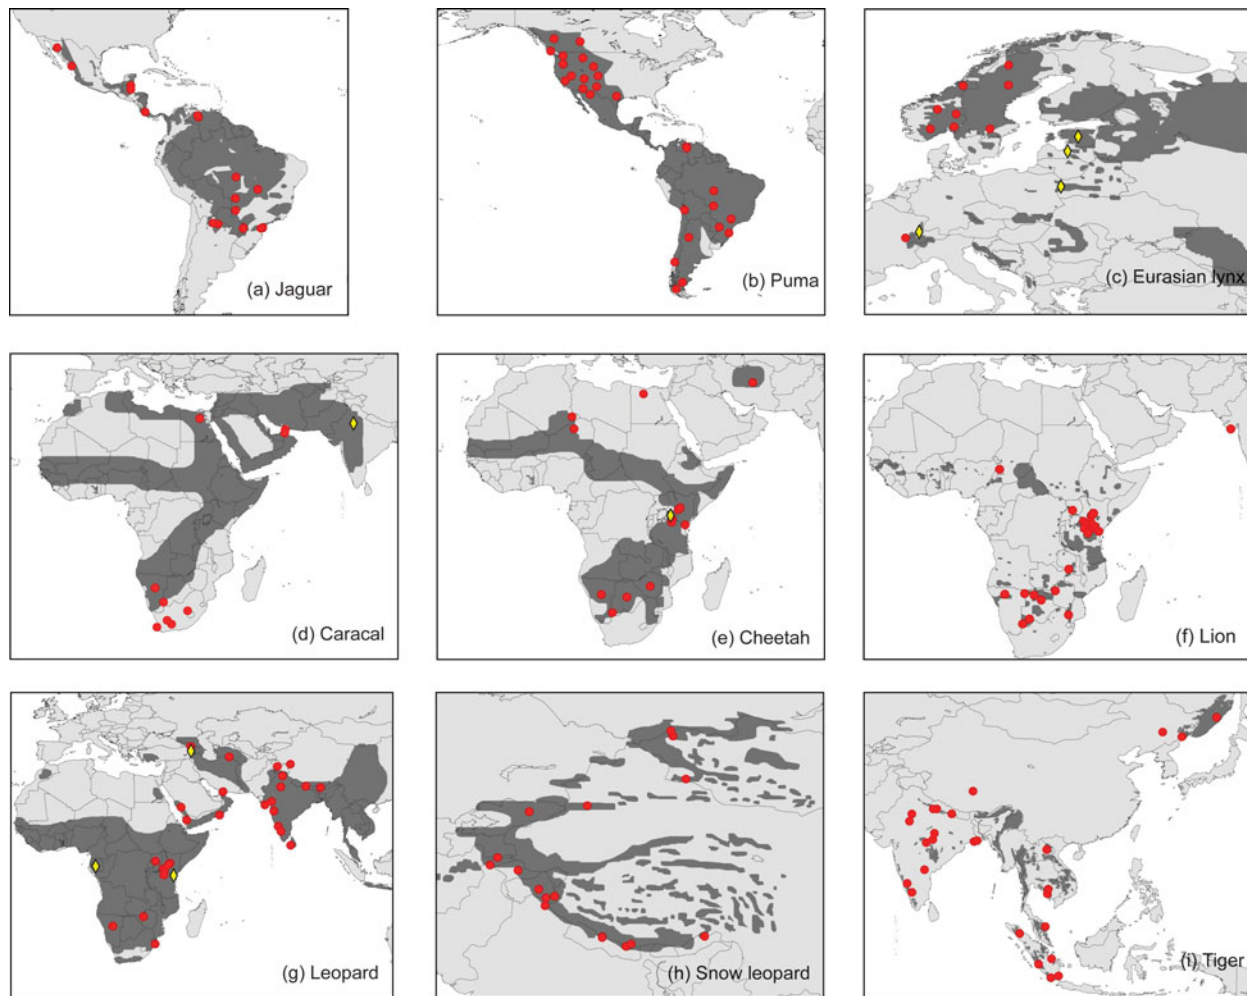 (a) Jaguar
(b) Puma
(c) Eurasian lynx
(d) Caracal
(e) Cheetah
(f) Lion
(g) Leopard
(h) Snow leopard
(i) Tiger